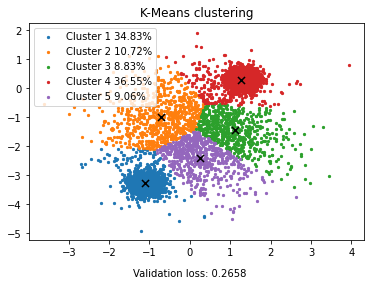 K-Means clustering
Cluster 1 34.83%
Cluster 2 10.72%
Cluster 3 8.83%
Cluster 4 36.55%
Cluster 5 9.06%
2
1
0
−1
−2
−3
−4
−5
−3 −2 −1 0 1 2 3 4
Validation loss: 0.2658